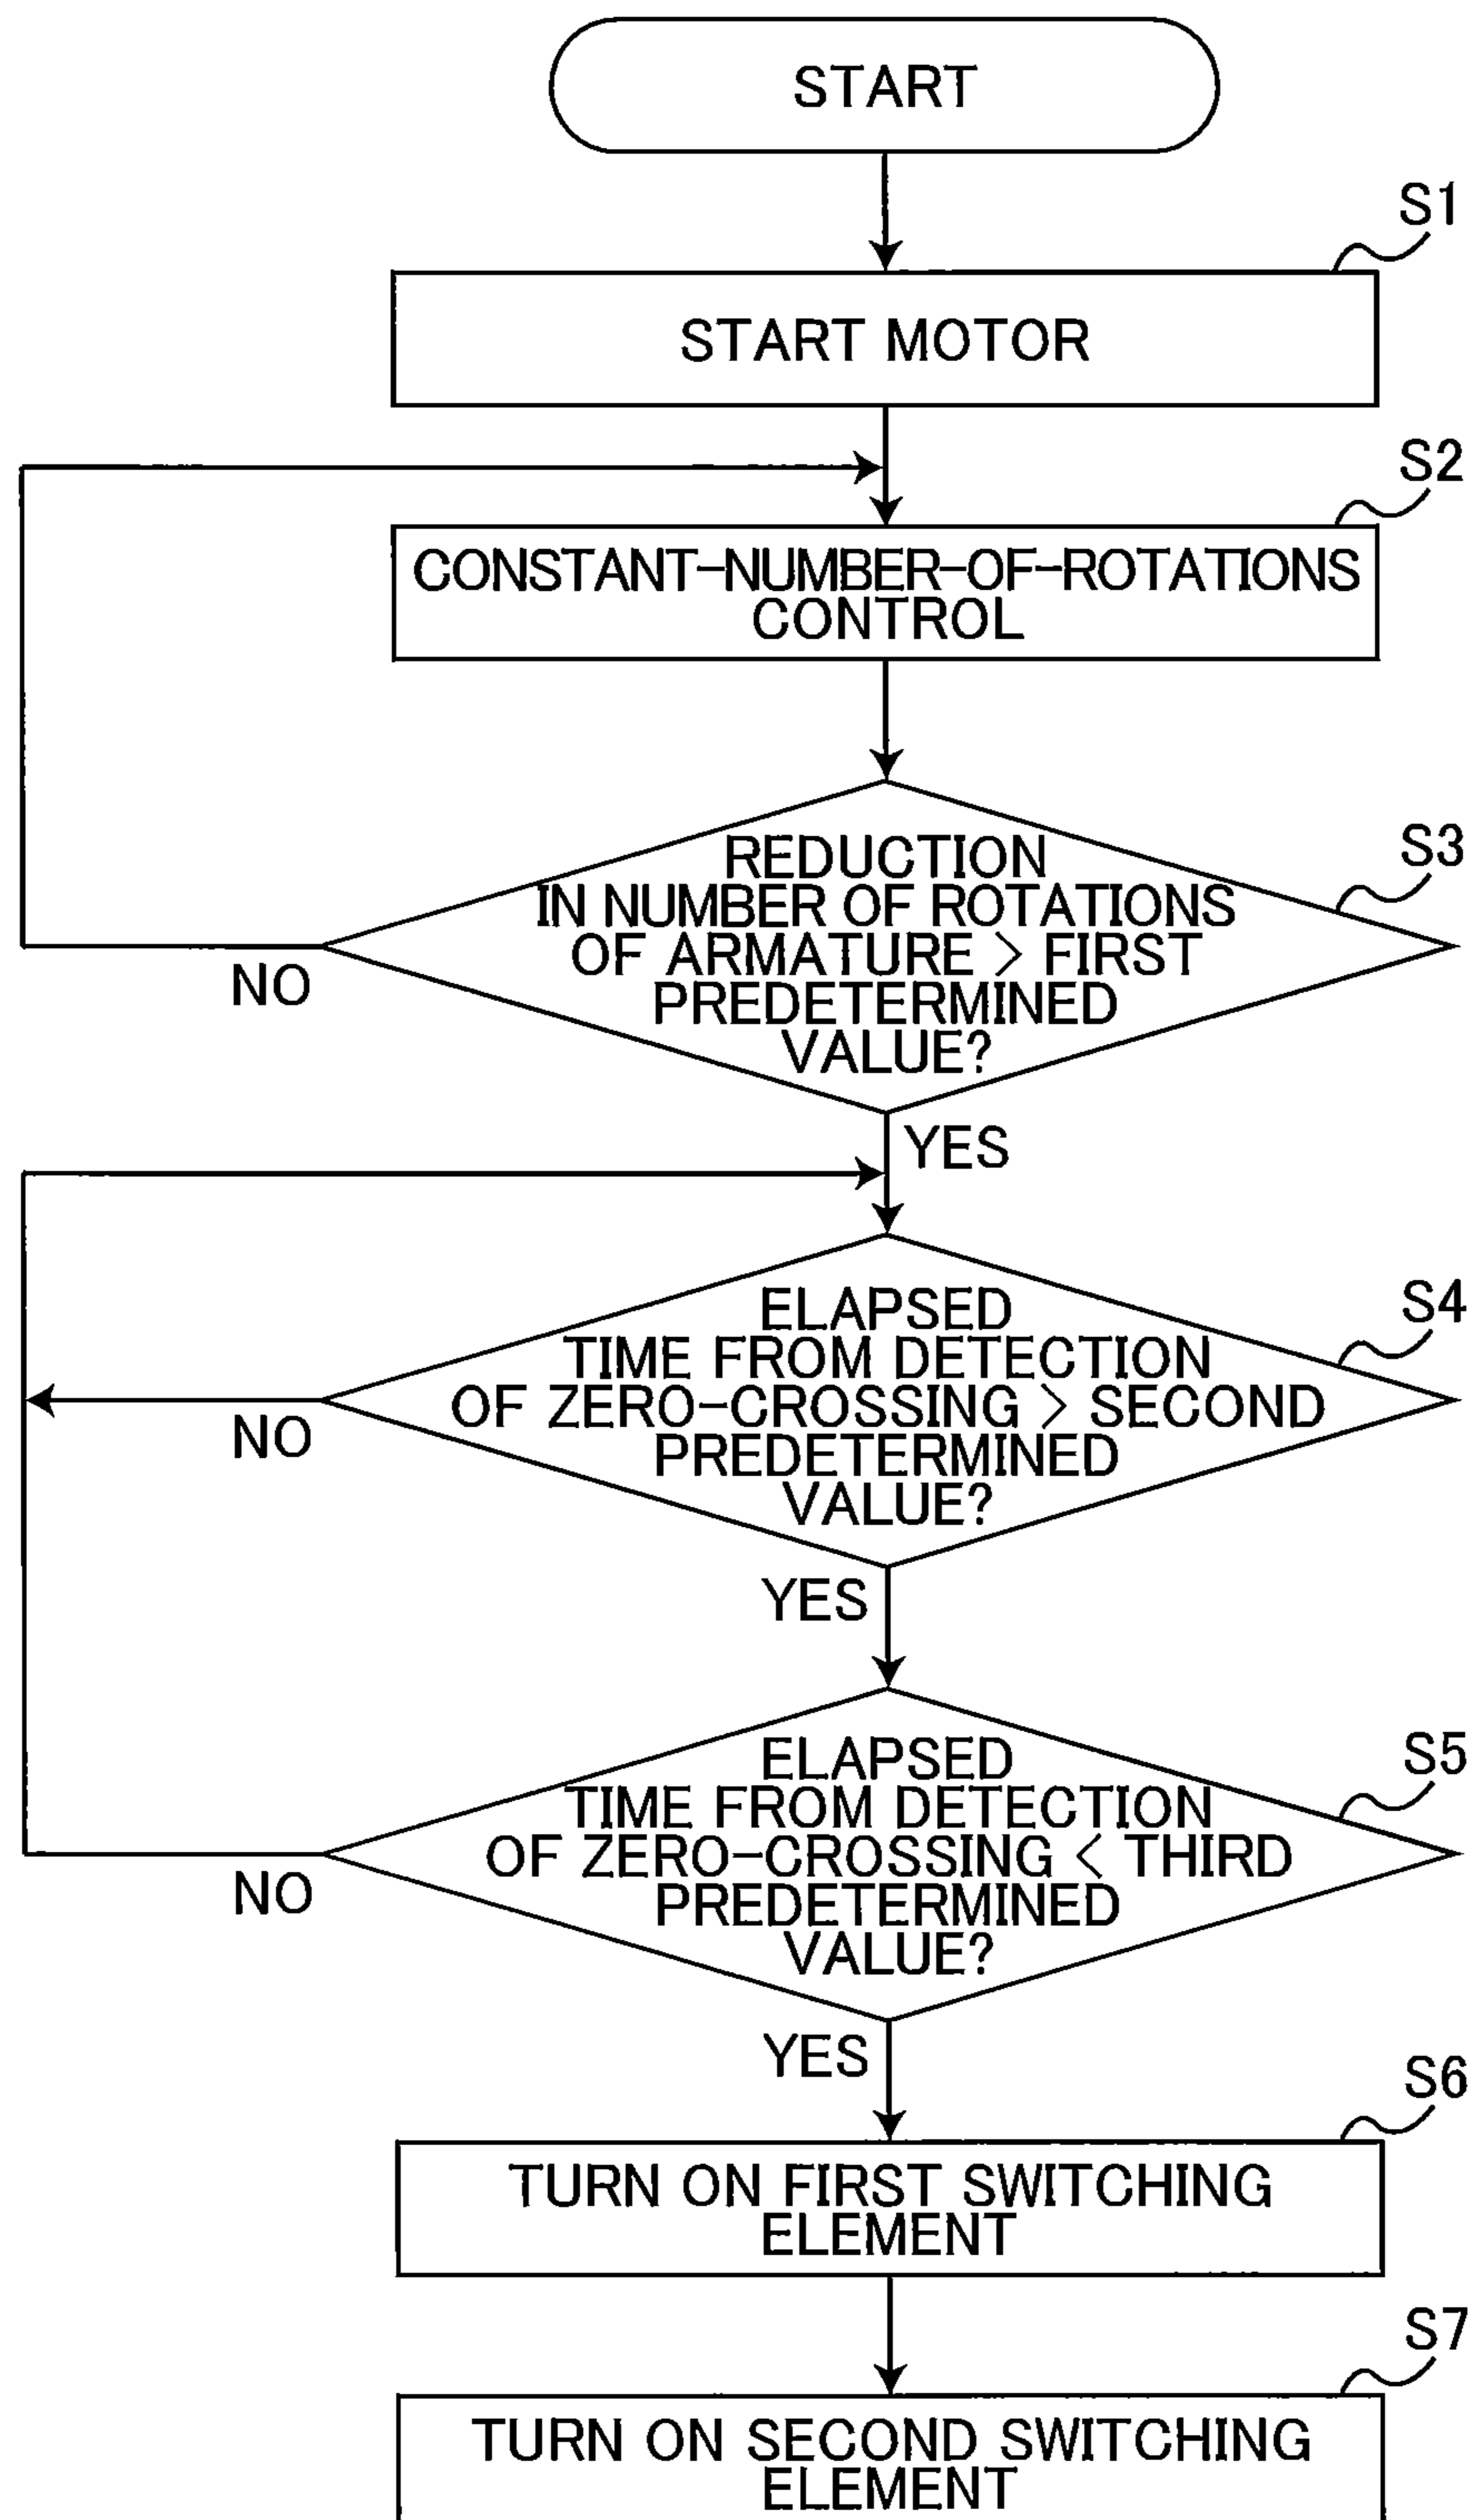 START
S1
START MOTOR
S2
CONSTANT-NUMBER-OF-ROTATIONS
CONTROL
S3
REDUCTION
IN NUMBER OF ROTATIONS
OF ARMATURE > FIRST
PREDETERMINED
VALUE?
NO
YES
S4
ELAPSED
TIME FROM DETECTION
OF ZERO-CROSSING > SECOND
PREDETERMINED
VALUE?
NO
YES
S5
ELAPSED
TIME FROM DETECTION
OF ZERO-CROSSING < THIRD
PREDETERMINED
VALUE?
NO
YES
S6
TURN ON FIRST SWITCHING
ELEMENT
S7
TURN ON SECOND SWITCHING
ELEMENT